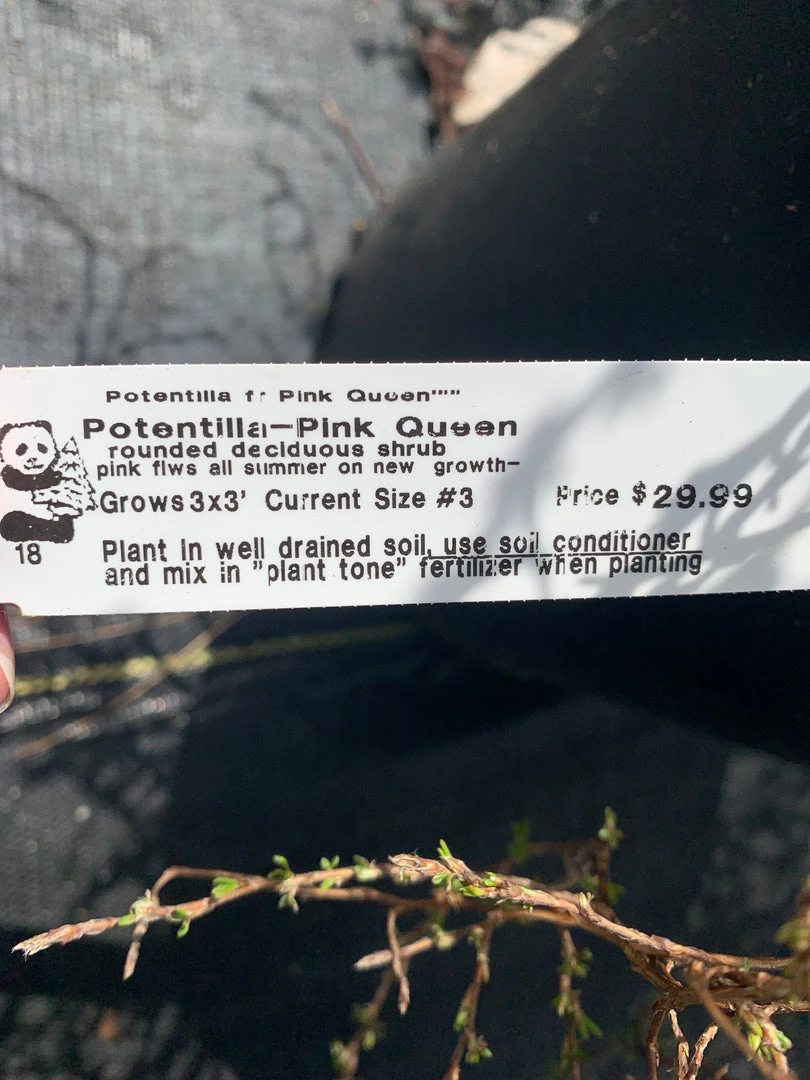 Potentilla fr Pink Queen""'
Potentilla-Pink Queen
rounded deciduous shrub
pink flws all summer on new growth-
Grows 3x3' Current Size #3 Price $29.99
18
Plant in well drained soil, use soil conditioner
and mix in "plant tone" fertilizer when planting